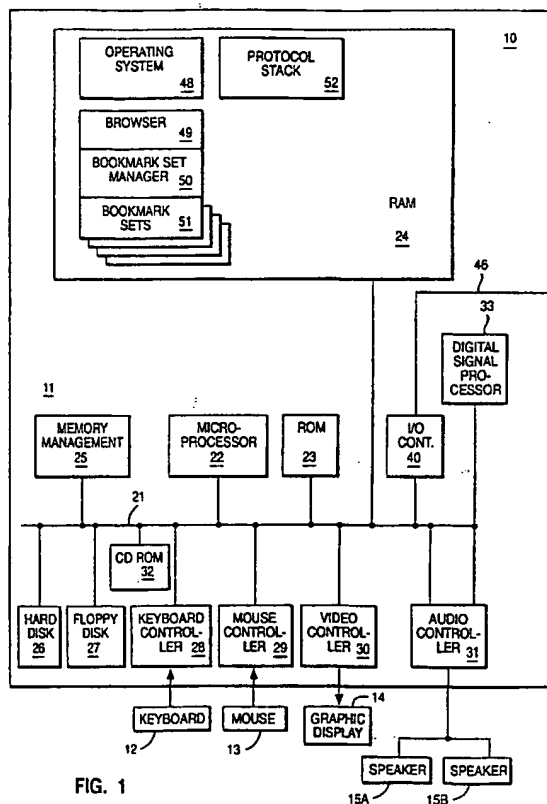 10
OPERATING
SYSTEM
48
PROTOCOL
STACK
52
BROWSER
49
BOOKMARK SET
MANAGER
50
BOOKMARK
SETS
51
RAM
24
46
33
DIGITAL
SIGNAL
PRO-
CESSOR
11
MEMORY
MANAGEMENT
25
MICRO-
PROCESSOR
22
ROM
23
I/O
CONT.
40
21
CD ROM
32
HARD
DISK
26
FLOPPY
DISK
27
KEYBOARD
CONTROL-
LER
28
MOUSE
CONTROL-
LER
29
VIDEO
CONTROL-
LER
30
AUDIO
CONTROL-
LER
31
KEYBOARD
12
MOUSE
13
14
GRAPHIC
DISPLAY
SPEAKER
15A
SPEAKER
15B
FIG. 1